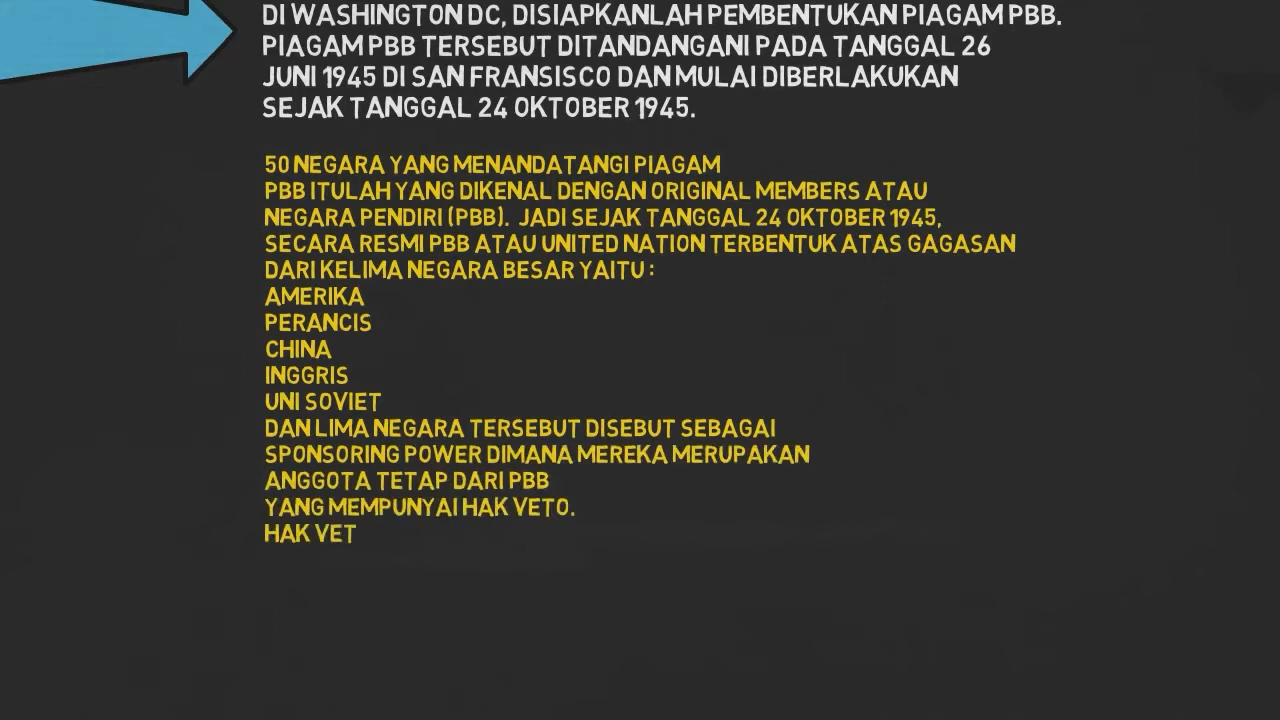 DI WASHINGTON DC, DISIAPKANLAH PEMBENTUKAN PIAGAM PBB.
PIAGAM PBB TERSEBUT DITANDANGANI PADA TANGGAL 26
JUNI 1945 DI SAN FRANSISCO DAN MULAI DIBERLAKUKAN
SEJAK TANGGAL 24 OKTOBER 1945.
50 NEGARA YANG MENANDATANGI PIAGAM
PBB ITULAH YANG DIKENAL DENGAN ORIGINAL MEMBERS ATAU
NEGARA PENDIRI (PBB). JADI SEJAK TANGGAL 24 OKTOBER 1945,
SECARA RESMI PBB ATAU UNITED NATION TERBENTUK ATAS GAGASAN
DARI KELIMA NEGARA BESAR YAITU :
AMERIKA
PERANCIS
CHINA
INGGRIS
UNI SOVIET
DAN LIMA NEGARA TERSEBUT DISEBUT SEBAGAI
SPONSORING POWER DIMANA MEREKA MERUPAKAN
ANGGOTA TETAP DARI PBB
YANG MEMPUNYAI HAK VETO.
HAK VET